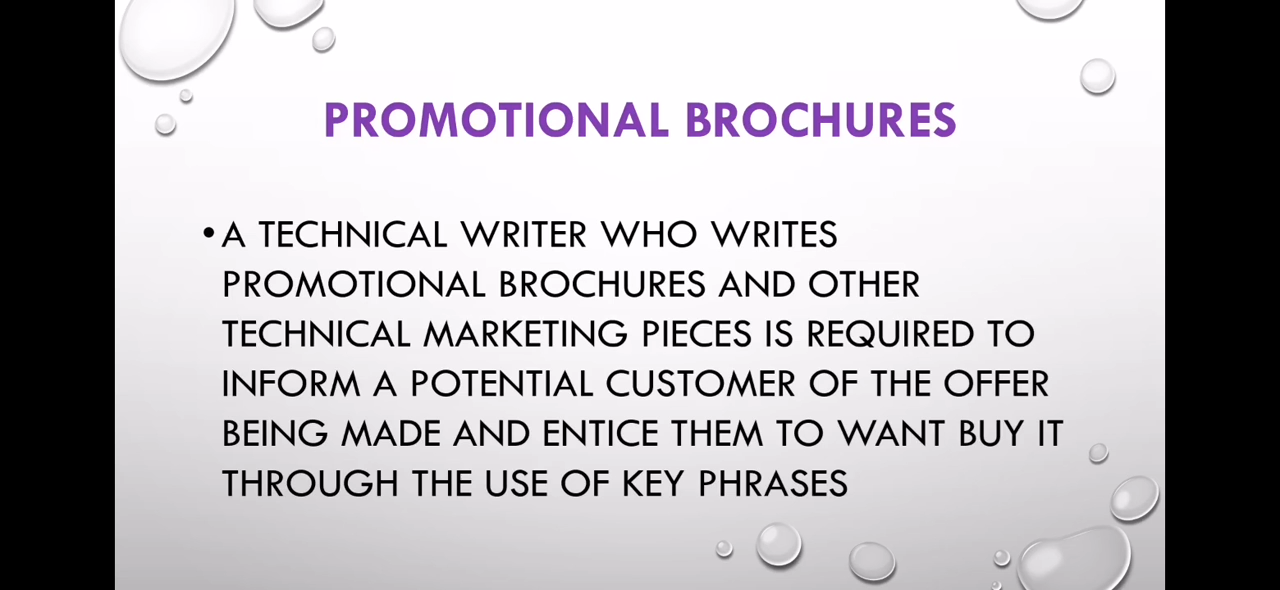 PROMOTIONAL BROCHURES
•A TECHNICAL WRITER WHO WRITES
PROMOTIONAL BROCHURES AND OTHER
TECHNICAL MARKETING PIECES IS REQUIRED TO
INFORM A POTENTIAL CUSTOMER OF THE OFFER
BEING MADE AND ENTICE THEM TO WANT BUY IT
THROUGH THE USE OF KEY PHRASES